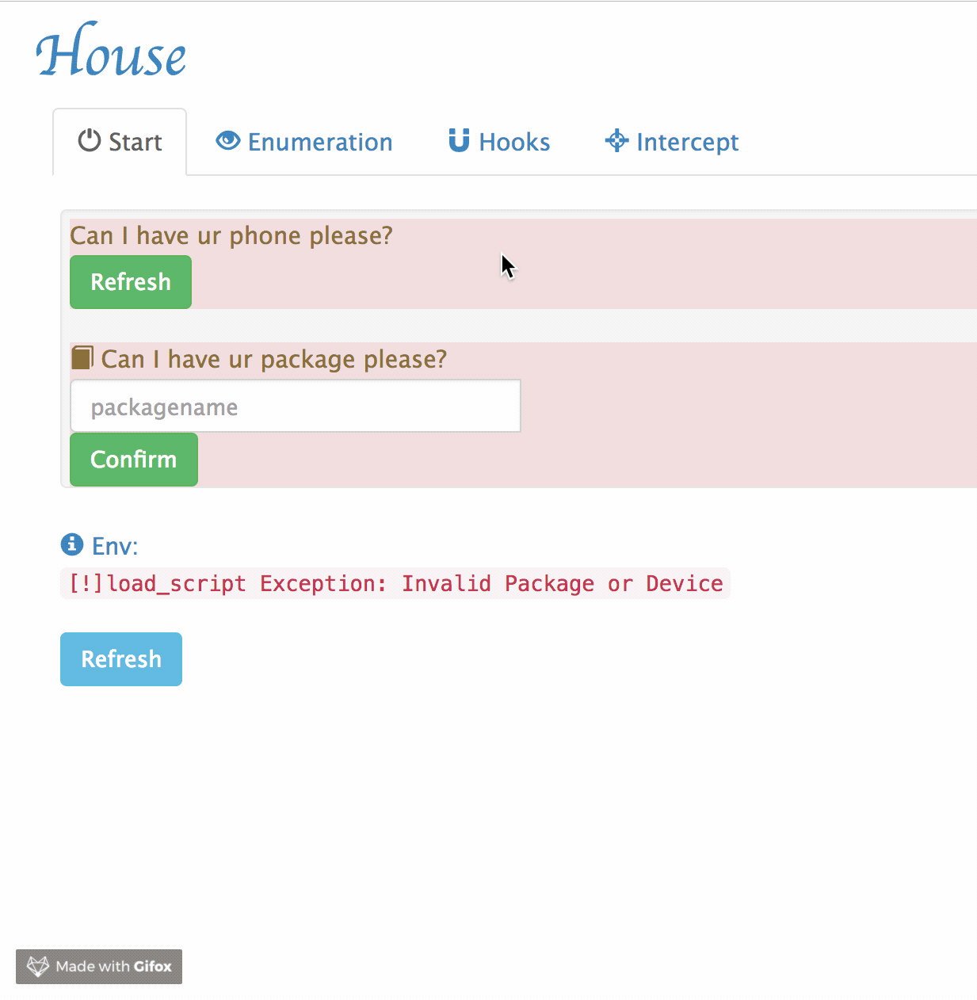 House
Start Enumeration Hooks Intercept
Can I have ur phone please?
Refresh
Can I have ur package please?
packagename
Confirm
Env:
[!]load_script Exception: Invalid Package or Device
Refresh
Made with Gifox